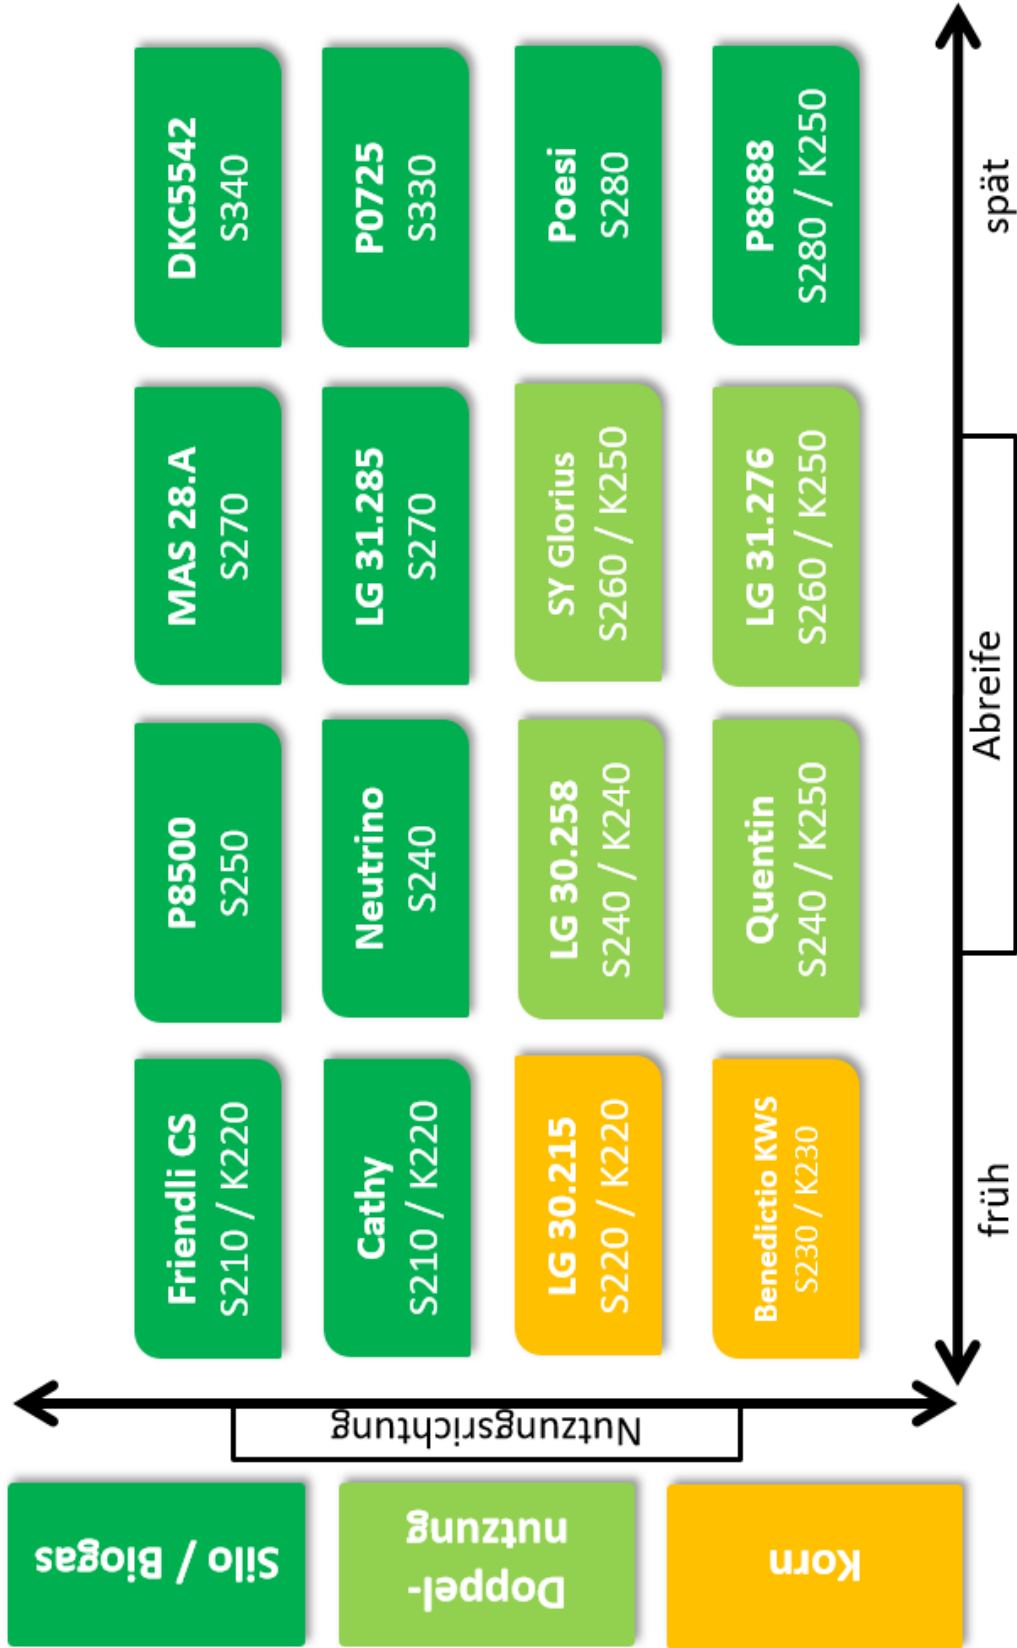 Silo / Biogas
Doppel-
nutzung
Korn
Nutzungsrichtung
Friendli CS
S210 / K220
P8500
S250
MAS 28.A
S270
DKC5542
S340
Cathy
S210 / K220
Neutrino
S240
LG 31.285
S270
P0725
S330
LG 30.215
S220 / K220
LG 30.258
S240 / K240
SY Glorius
S260 / K250
Poesi
S280
Benedictio KWS
S230 / K230
Quentin
S240 / K250
LG 31.276
S260 / K250
P8888
S280 / K250
früh
Abreife
spät